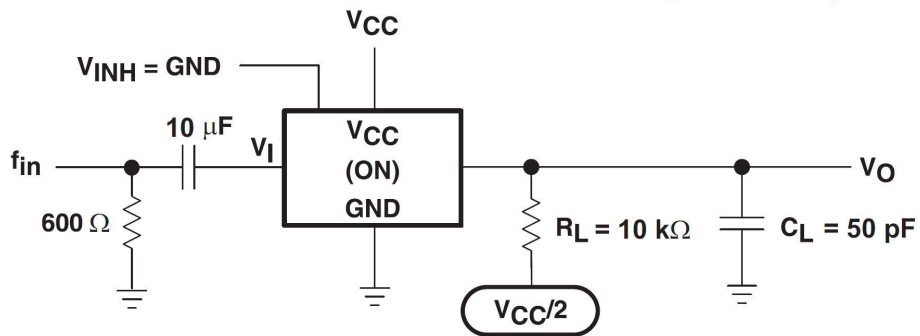 VCC
VINH = GND
10 μF
VI
VCC
(ON)
GND
fin
VO
600 Ω
RL = 10 kΩ
CL = 50 pF
VCC/2